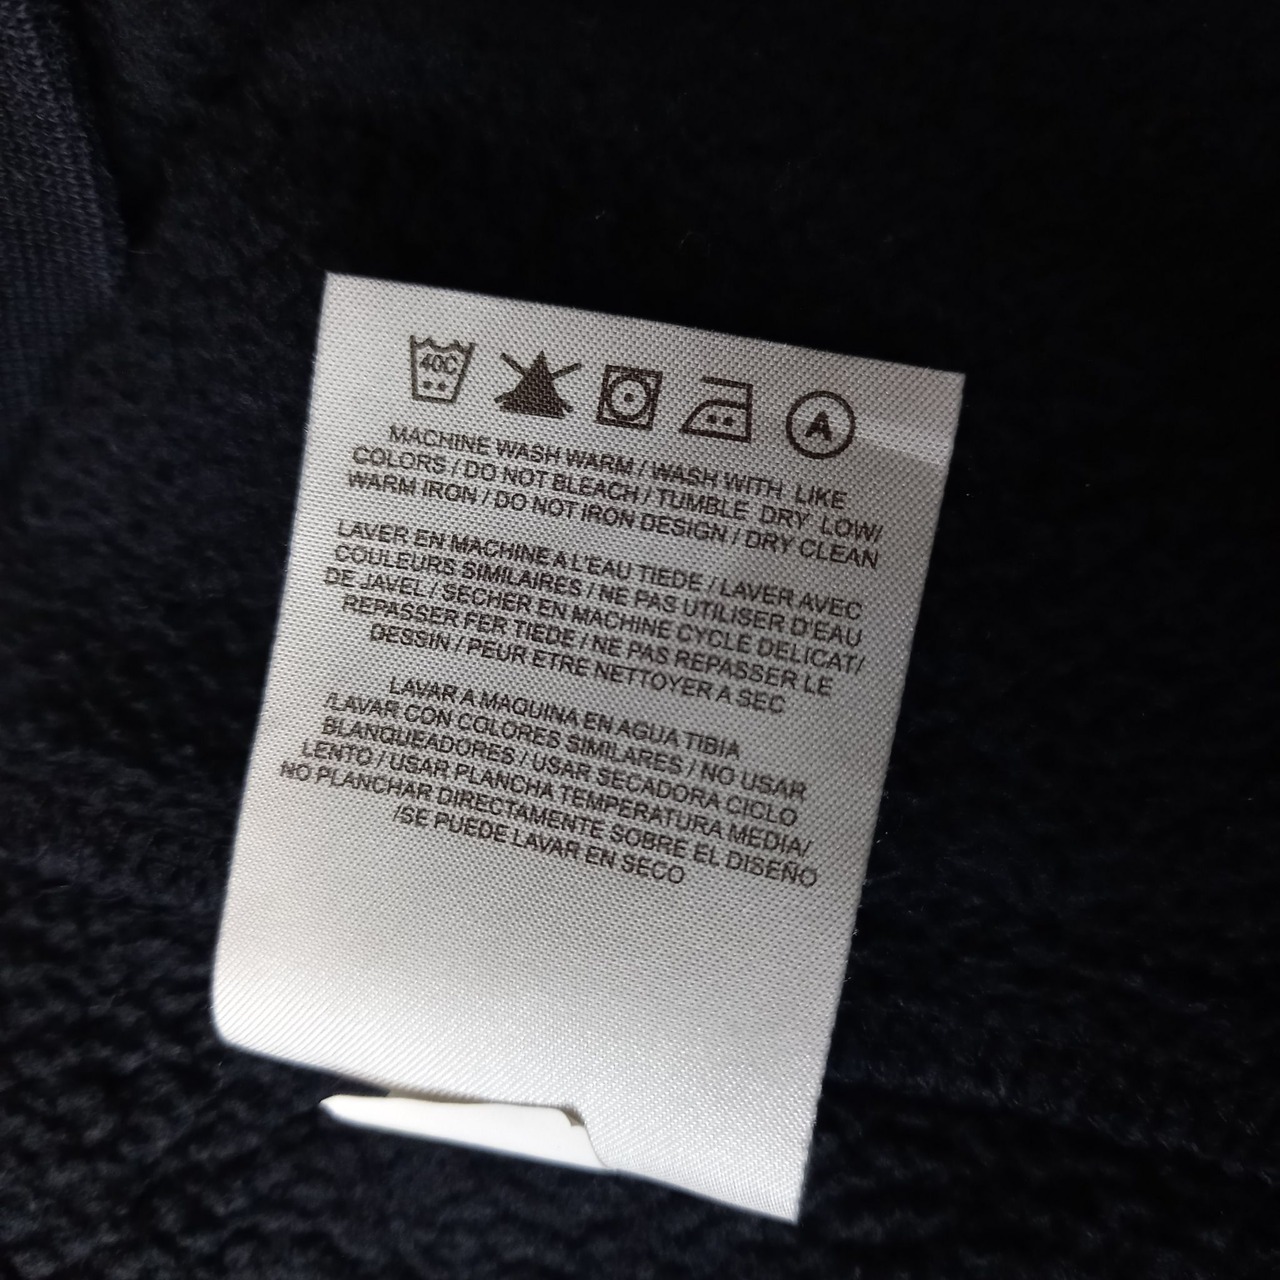 40C
A
MACHINE WASH WARM / WASH WITH LIKE
COLORS / DO NOT BLEACH / TUMBLE DRY LOW/
WARM IRON / DO NOT IRON DESIGN / DRY CLEAN
LAVER EN MACHINE A L'EAU TIEDE / LAVER AVEC
COULEURS SIMILAIRES / NE PAS UTILISER D'EAU
DE JAVEL / SECHER EN MACHINE CYCLE DELICAT/
REPASSER FER TIEDE / NE PAS REPASSER LE
DESSIN / PEUR ETRE NETTOYER A SEC
LAVAR A MAQUINA EN AGUA TIBIA
/LAVAR CON COLORES SIMILARES / NO USAR
BLANQUEADORES / USAR SECADORA CICLO
LENTO / USAR PLANCHA TEMPERATURA MEDIA/
NO PLANCHAR DIRECTAMENTE SOBRE EL DISEÑO
/SE PUEDE LAVAR EN SECO